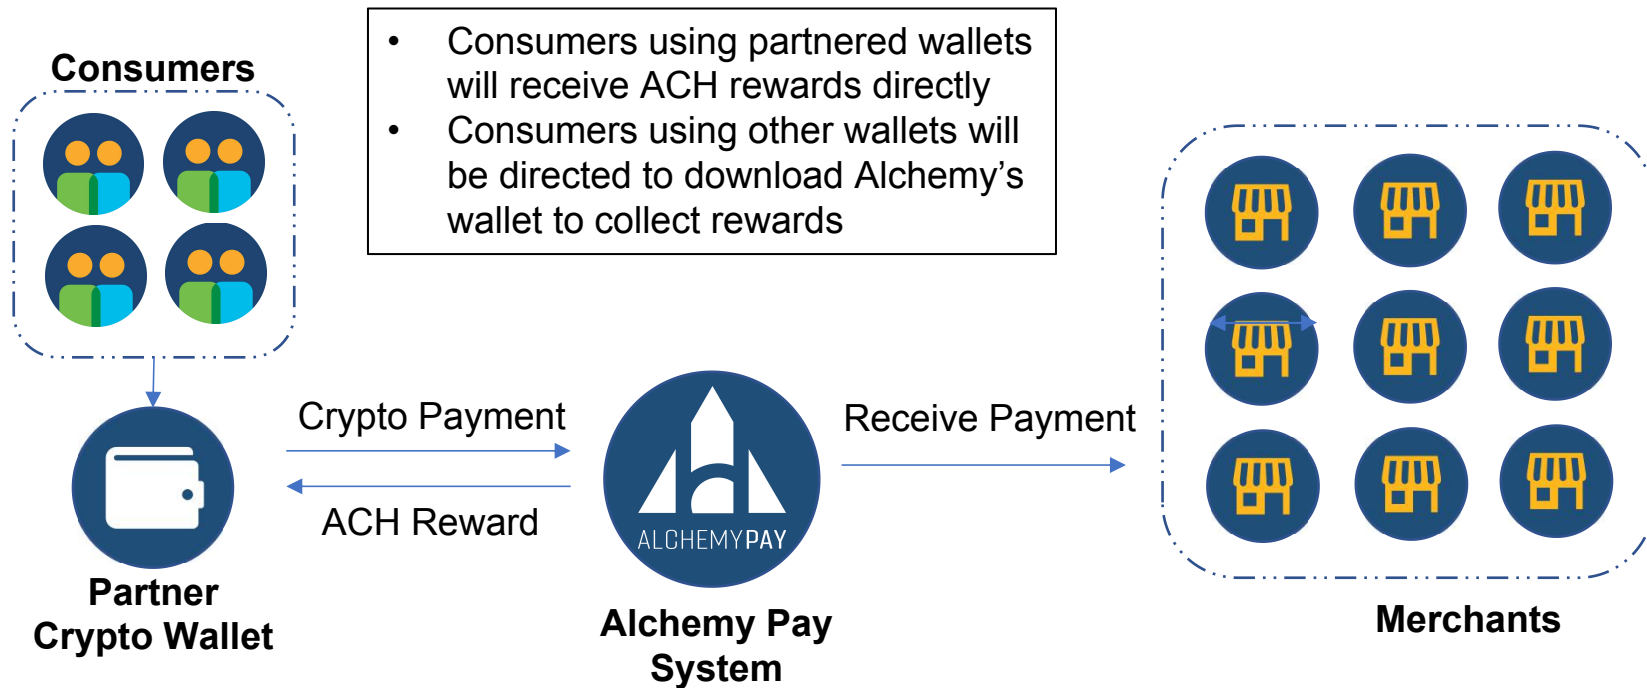 Consumers
• Consumers using partnered wallets
will receive ACH rewards directly
• Consumers using other wallets will
be directed to download Alchemy’s
wallet to collect rewards
Crypto Payment
ACH Reward
Partner
Crypto Wallet
ALCHEMYPAY
Alchemy Pay
System
Receive Payment
Merchants